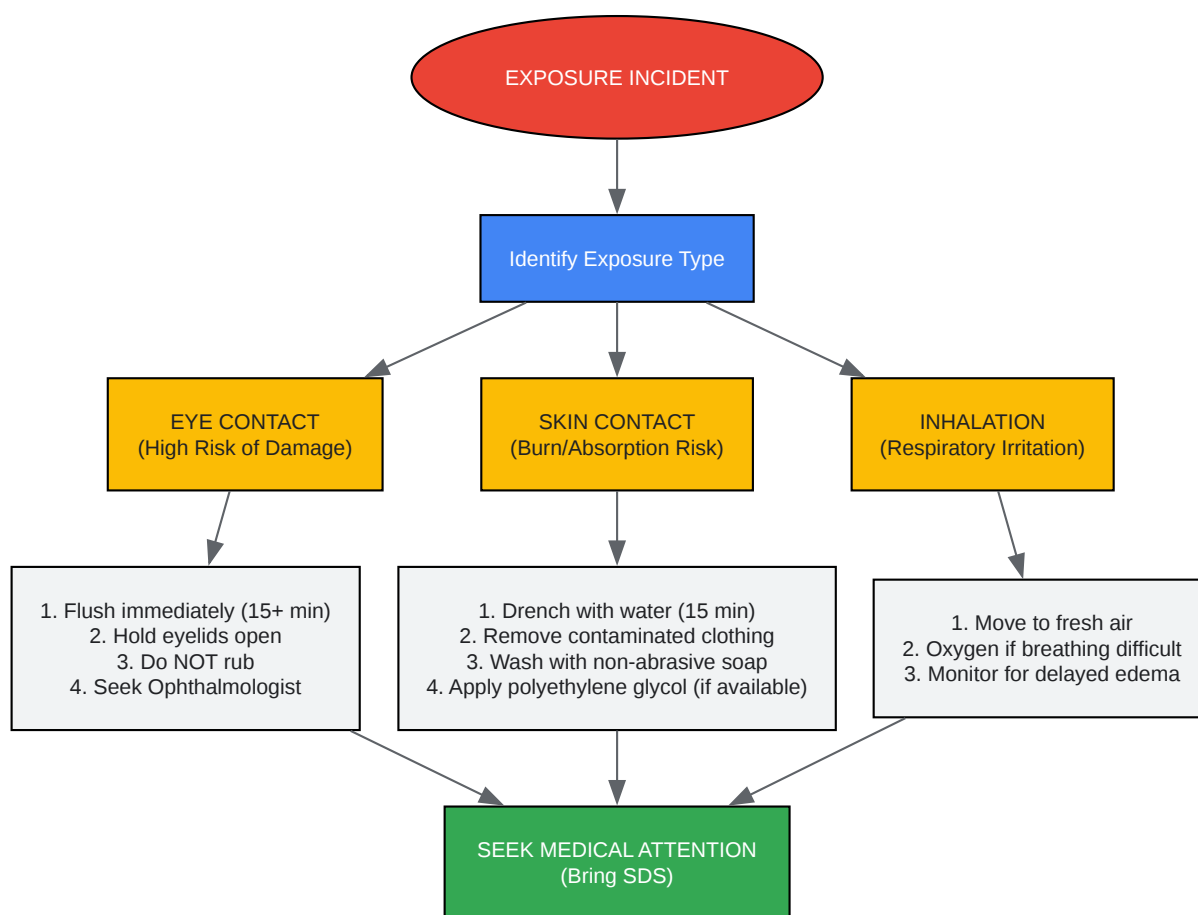 EXPOSURE INCIDENT
Identify Exposure Type
EYE CONTACT
(High Risk of Damage)
SKIN CONTACT
(Burn/Absorption Risk)
INHALATION
(Respiratory Irritation)
1. Flush immediately (15+ min)
2. Hold eyelids open
3. Do NOT rub
4. Seek Ophthalmologist
1. Drench with water (15 min)
2. Remove contaminated clothing
3. Wash with non-abrasive soap
4. Apply polyethylene glycol (if available)
1. Move to fresh air
2. Oxygen if breathing difficult
3. Monitor for delayed edema
SEEK MEDICAL ATTENTION
(Bring SDS)